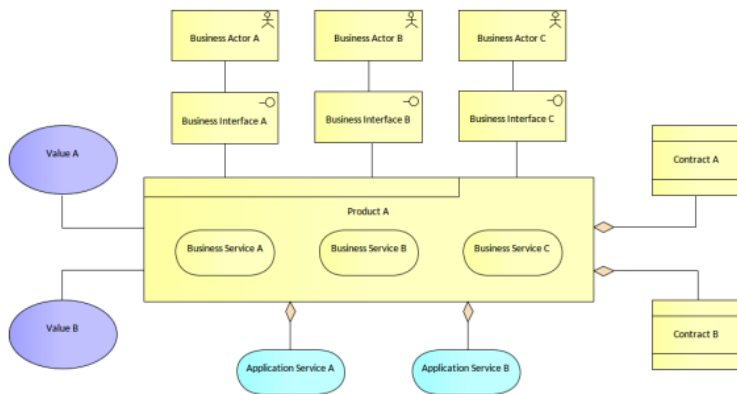 Business Actor A
Business Actor B
Business Actor C
Business Interface A
Business Interface B
Business Interface C
Value A
Contract A
Product A
Business Service A
Business Service B
Business Service C
Value B
Contract B
Application Service A
Application Service B